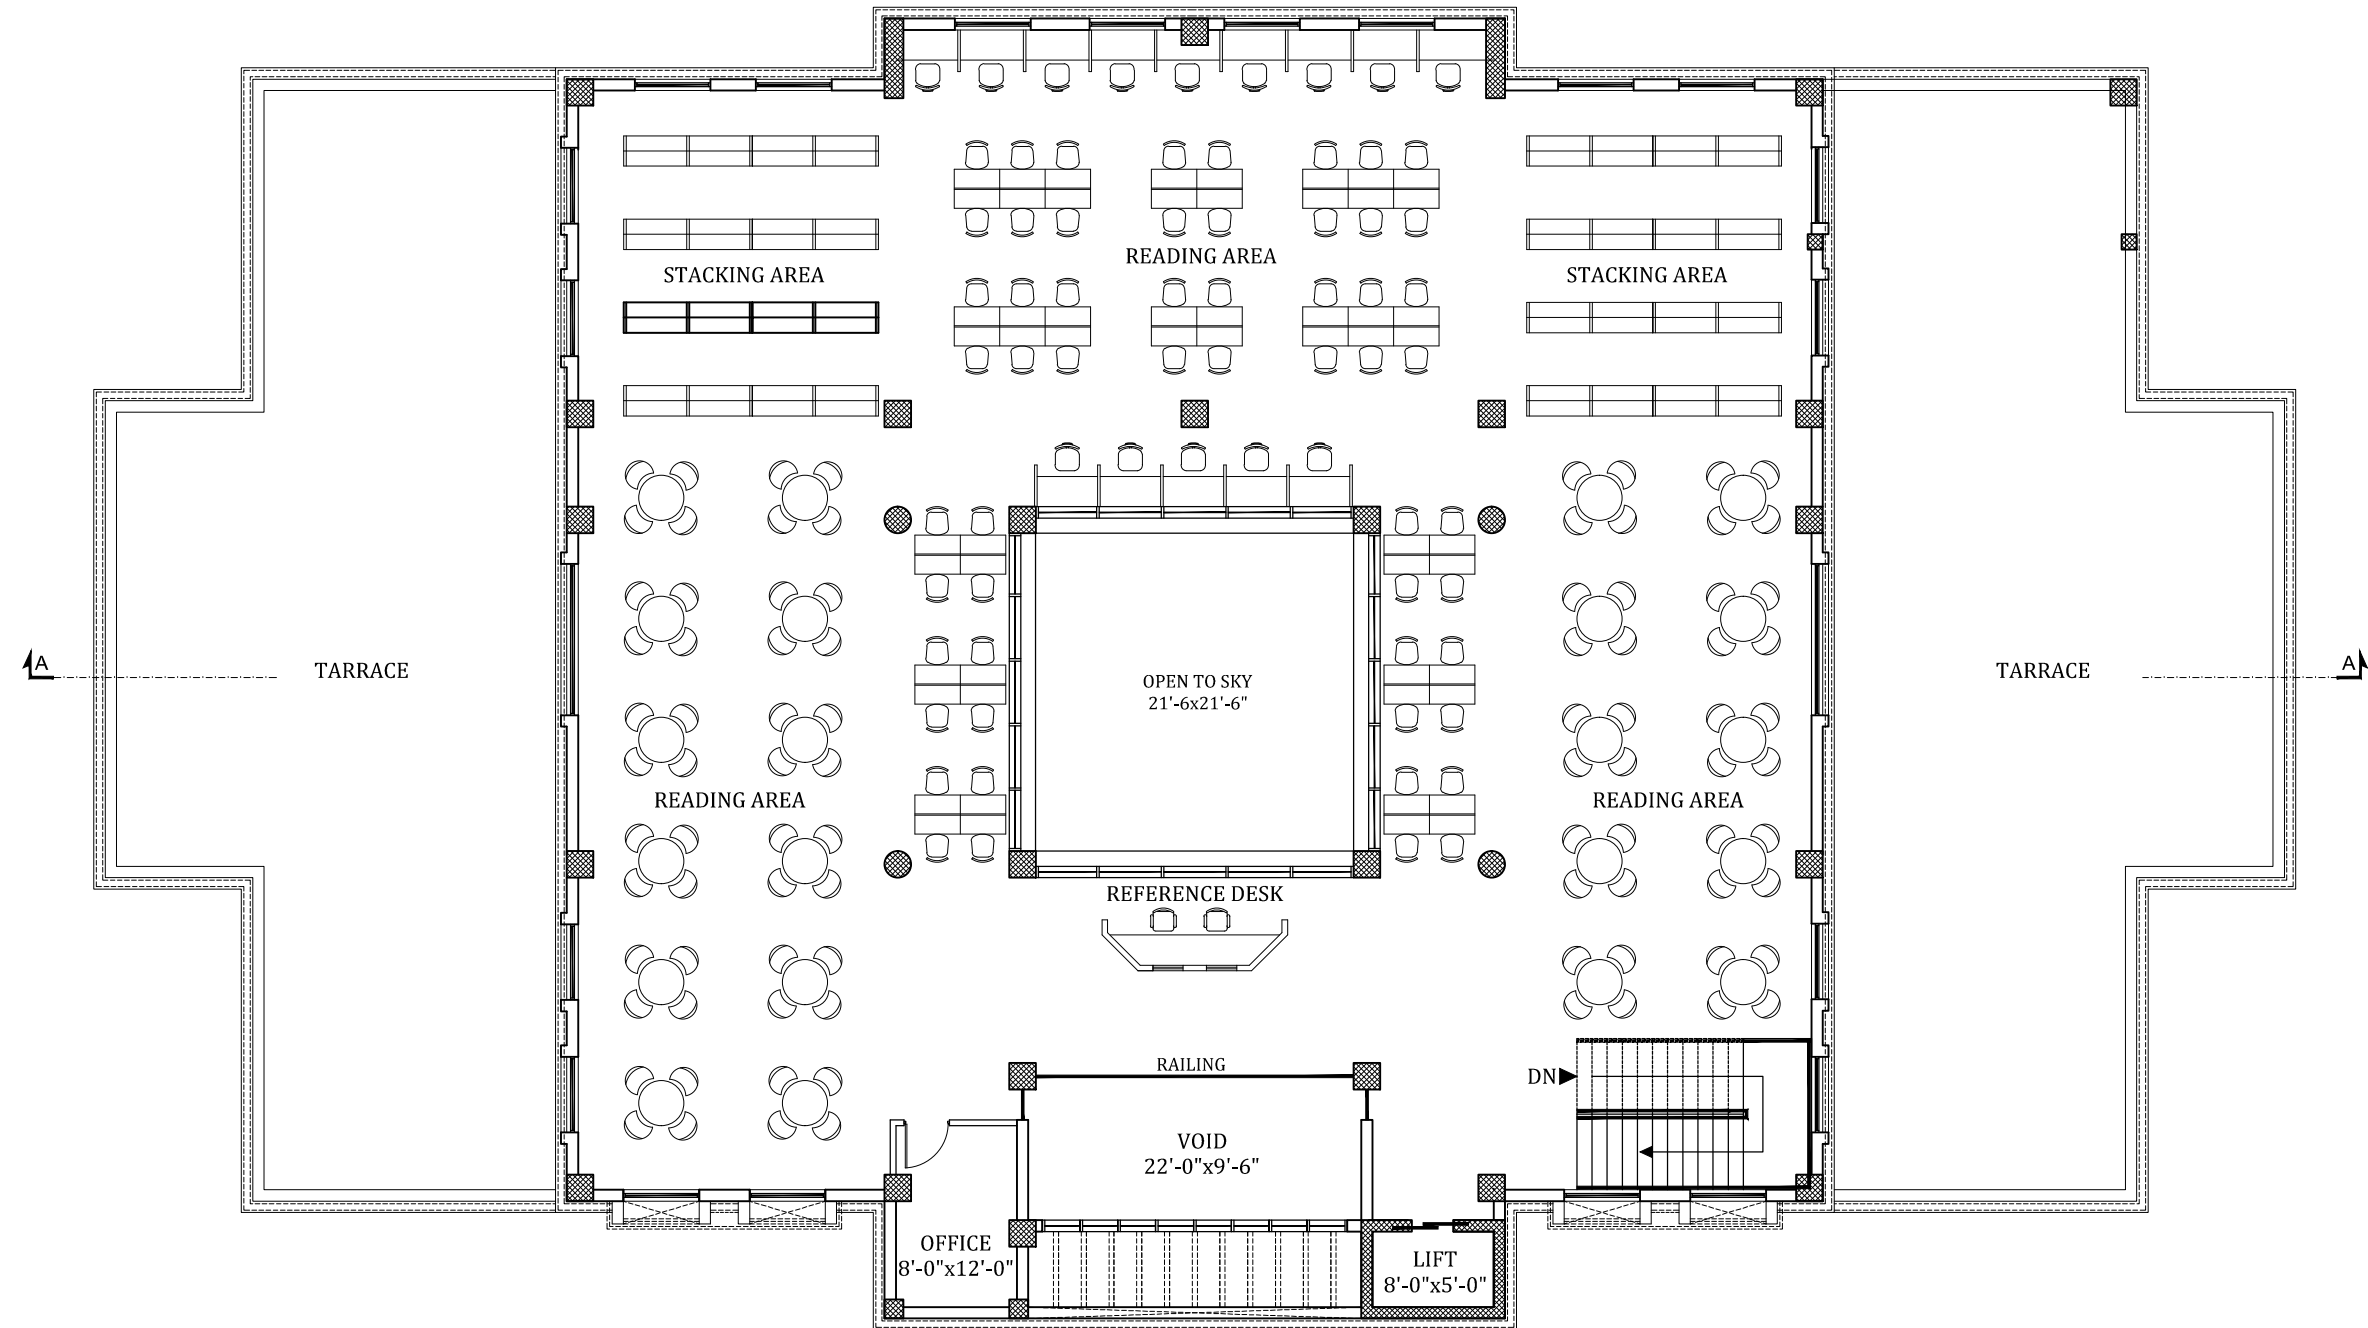 READING AREA
STACKING AREA
STACKING AREA
A
TARRACE
OPEN TO SKY
21'-6x21'-6"
TARRACE
A
READING AREA
READING AREA
REFERENCE DESK
RAILING
DN
VOID
22'-0"x9'-6"
OFFICE
8'-0"x12'-0"
LIFT
8'-0"x5'-0"